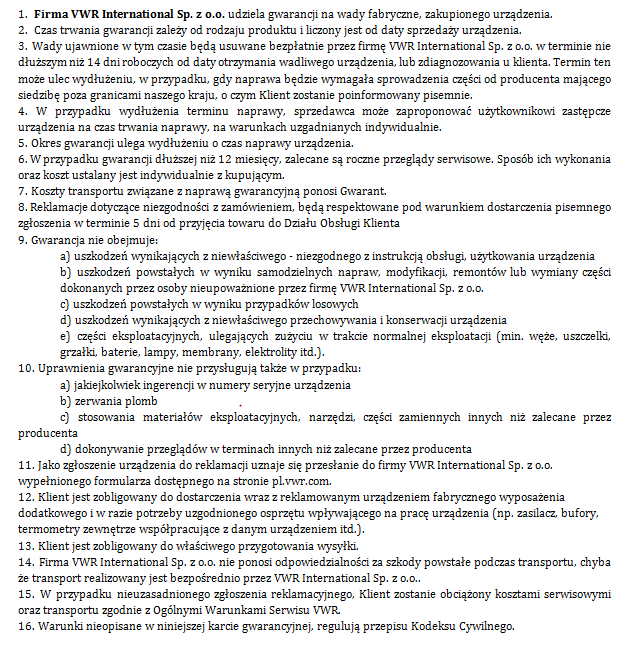 1. Firma VWR International Sp. z o.o. udziela gwarancji na wady fabryczne, zakupionego urządzenia.
2. Czas trwania gwarancji zależy od rodzaju produktu i liczony jest od daty sprzedaży urządzenia.
3. Wady ujawnione w tym czasie będą usuwane bezpłatnie przez firmę VWR International Sp. z o.o. w terminie nie
dłuższym niż 14 dni roboczych od daty otrzymania wadliwego urządzenia, lub zdiagnozowania u klienta. Termin ten
może ulec wydłużeniu, w przypadku, gdy naprawa będzie wymagała sprowadzenia części od producenta mającego
siedzibę poza granicami naszego kraju, o czym Klient zostanie poinformowany pisemnie.
4. W przypadku wydłużenia terminu naprawy, sprzedawca może zaproponować użytkownikowi zastępcze
urządzenia na czas trwania naprawy, na warunkach uzgadnianych indywidualnie.
5. Okres gwarancji ulega wydłużeniu o czas naprawy urządzenia.
6. W przypadku gwarancji dłuższej niż 12 miesięcy, zalecane są roczne przeglądy serwisowe. Sposób ich wykonania
oraz koszt ustalany jest indywidualnie z kupującym.
7. Koszty transportu związane z naprawą gwarancyjną ponosi Gwarant.
8. Reklamacje dotyczące niezgodności z zamówieniem, będą respektowane pod warunkiem dostarczenia pisemnego
zgłoszenia w terminie 5 dni od przyjęcia towaru do Działu Obsługi Klienta
9. Gwarancja nie obejmuje:
a) uszkodzeń wynikających z niewłaściwego - niezgodnego z instrukcją obsługi, użytkowania urządzenia
b) uszkodzeń powstałych w wyniku samodzielnych napraw, modyfikacji, remontów lub wymiany części
dokonanych przez osoby nieupoważnione przez firmę VWR International Sp. z o.o.
c) uszkodzeń powstałych w wyniku przypadków losowych
d) uszkodzeń wynikających z niewłaściwego przechowywania i konserwacji urządzenia
e) części eksploatacyjnych, ulegających zużyciu w trakcie normalnej eksploatacji (min. węże, uszczelki,
grzałki, baterie, lampy, membrany, elektrolity itd.).
10. Uprawnienia gwarancyjne nie przysługują także w przypadku:
a) jakiejkolwiek ingerencji w numery seryjne urządzenia
b) zerwania plomb
c) stosowania materiałów eksploatacyjnych, narzędzi, części zamiennych innych niż zalecane przez
producenta
d) dokonywanie przeglądów w terminach innych niż zalecane przez producenta
11. Jako zgłoszenie urządzenia do reklamacji uznaje się przesłanie do firmy VWR International Sp. z o.o.
wypełnionego formularza dostępnego na stronie pl.vwr.com.
12. Klient jest zobligowany do dostarczenia wraz z reklamowanym urządzeniem fabrycznego wyposażenia
dodatkowego i w razie potrzeby uzgodnionego osprzętu wpływającego na pracę urządzenia (np. zasilacz, bufory,
termometry zewnętrze współpracujące z danym urządzeniem itd.).
13. Klient jest zobligowany do właściwego przygotowania wysyłki.
14. Firma VWR International Sp. z o.o. nie ponosi odpowiedzialności za szkody powstałe podczas transportu, chyba
że transport realizowany jest bezpośrednio przez VWR International Sp. z o.o..
15. W przypadku nieuzasadnionego zgłoszenia reklamacyjnego, Klient zostanie obciążony kosztami serwisowymi
oraz transportu zgodnie z Ogólnymi Warunkami Serwisu VWR.
16. Warunki nieopisane w niniejszej karcie gwarancyjnej, regulują przepisu Kodeksu Cywilnego.